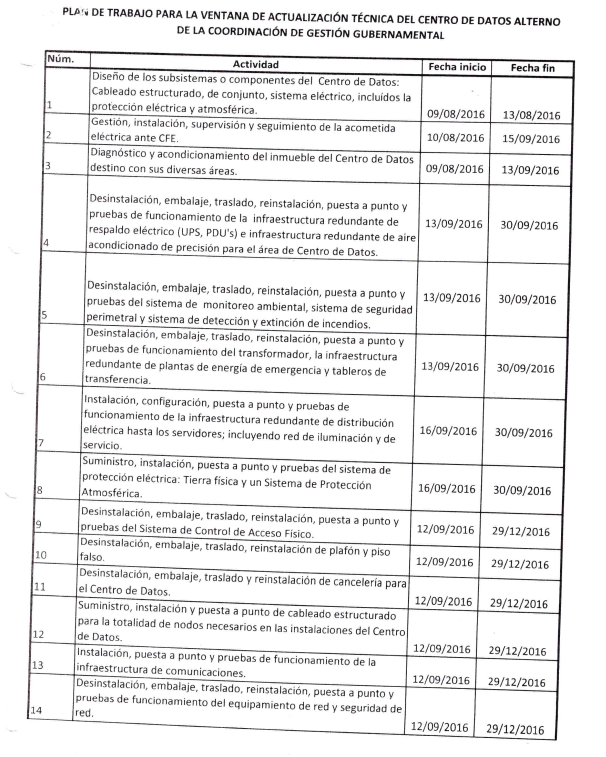 PLAN DE TRABAJO PARA LA VENTANA DE ACTUALIZACIÓN TÉCNICA DEL CENTRO DE DATOS ALTERNO
DE LA COORDINACIÓN DE GESTIÓN GUBERNAMENTAL
Núm. Actividad Fecha inicio Fecha fin
Diseño de los subsistemas o componentes del Centro de Datos:
Cableado estructurado, de conjunto, sistema eléctrico, incluídos la
1 protección eléctrica y atmosférica. 09/08/2016 13/08/2016
Gestión, instalación, supervisión y seguimiento de la acometida
2 eléctrica ante CFE. 10/08/2016 15/09/2016
Diagnóstico y acondicionamiento del inmueble del Centro de Datos
3 destino con sus diversas áreas. 09/08/2016 13/09/2016
Desinstalación, embalaje, traslado, reinstalación, puesta a punto y
pruebas de funcionamiento de la infraestructura redundante de
respaldo eléctrico (UPS, PDU's) e infraestructura redundante de aire 13/09/2016 30/09/2016
4 acondicionado de precisión para el área de Centro de Datos.
Desinstalación, embalaje, traslado, reinstalación, puesta a punto y 13/09/2016 30/09/2016
pruebas del sistema de monitoreo ambiental, sistema de seguridad
5 perimetral y sistema de detección y extinción de incendios.
Desinstalación, embalaje, traslado, reinstalación, puesta a punto y
pruebas de funcionamiento del transformador, la infraestructura
redundante de plantas de energía de emergencia y tableros de 13/09/2016 30/09/2016
6 transferencia.
Instalación, configuración, puesta a punto y pruebas de
funcionamiento de la infraestructura redundante de distribución
eléctrica hasta los servidores; incluyendo red de iluminación y de 16/09/2016 30/09/2016
7 servicio.
Suministro, instalación, puesta a punto y pruebas del sistema de
protección eléctrica: Tierra física y un Sistema de Protección
8 Atmosférica. 16/09/2016 30/09/2016
Desinstalación, embalaje, traslado, reinstalación, puesta a punto y
9 pruebas del Sistema de Control de Acceso Físico. 12/09/2016 29/12/2016
Desinstalación, embalaje, traslado, reinstalación de plafón y piso
10 falso. 12/09/2016 29/12/2016
Desinstalación, embalaje, traslado y reinstalación de cancelería para
11 el Centro de Datos. 12/09/2016 29/12/2016
Suministro, instalación y puesta a punto de cableado estructurado
para la totalidad de nodos necesarios en las instalaciones del Centro
12 de Datos. 12/09/2016 29/12/2016
Instalación, puesta a punto y pruebas de funcionamiento de la
13 infraestructura de comunicaciones. 12/09/2016 29/12/2016
Desinstalación, embalaje, traslado, reinstalación, puesta a punto y
pruebas de funcionamiento del equipamiento de red y seguridad de
14 red. 12/09/2016 29/12/2016